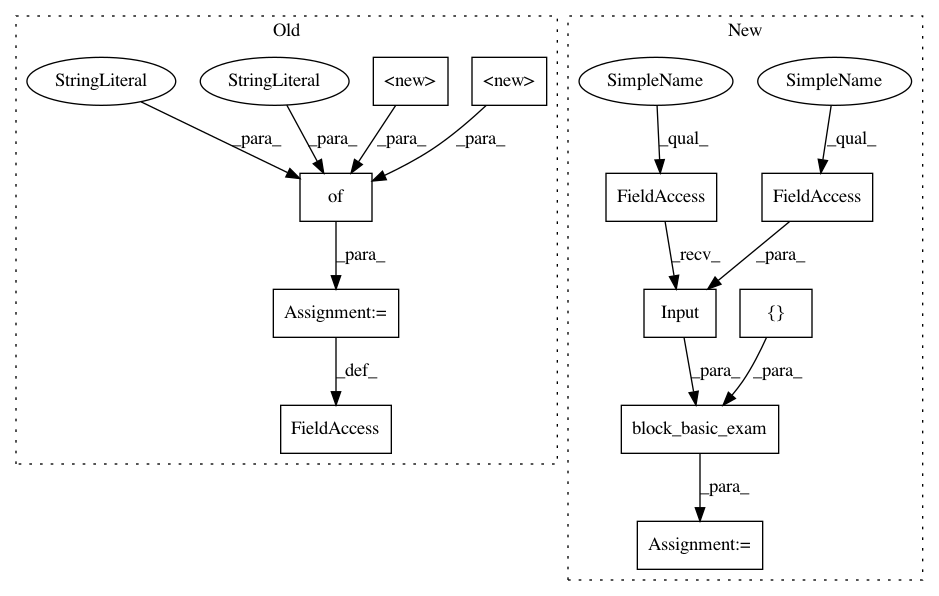 Old
New
StringLiteral
StringLiteral
<new>
<new>
SimpleName
SimpleName
_para_
_para_
_para_
_para_
_qual_
_qual_
of
FieldAccess
FieldAccess
_para_
_recv_
_para_
Assignment:=
Input
{}
_def_
_para_
_para_
FieldAccess
block_basic_exam
_para_
Assignment:=